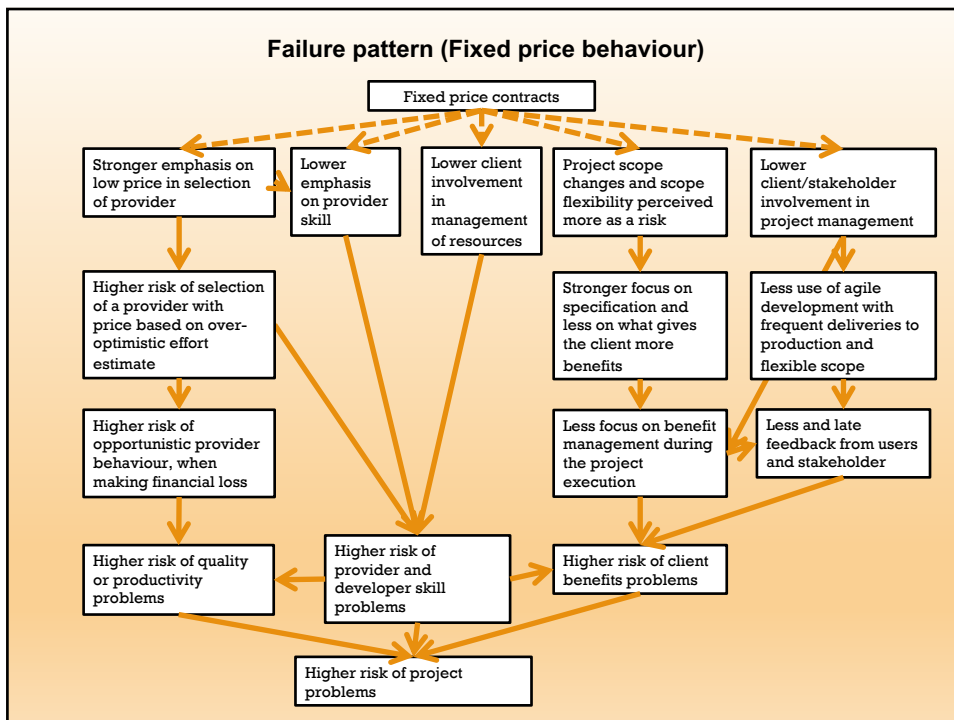 Failure pattern (Fixed price behaviour)
Fixed price contracts
Stronger emphasis on
low price in selection
of provider
Lower
emphasis
on provider
skill
Lower client
involvement
in
management
of resources
Project scope
changes and scope
flexibility perceived
more as a risk
Lower
client/stakeholder
involvement in
project management
Higher risk of selection
of a provider with
price based on over-
optimistic effort
estimate
Stronger focus on
specification and
less on what gives
the client more
benefits
Less use of agile
development with
frequent deliveries to
production and
flexible scope
Higher risk of
opportunistic provider
behaviour, when
making financial loss
Less focus on benefit
management during
the project
execution
Less and late
feedback from users
and stakeholder
Higher risk of quality
or productivity
problems
Higher risk of
provider and
developer skill
problems
Higher risk of client
benefits problems
Higher risk of project
problems